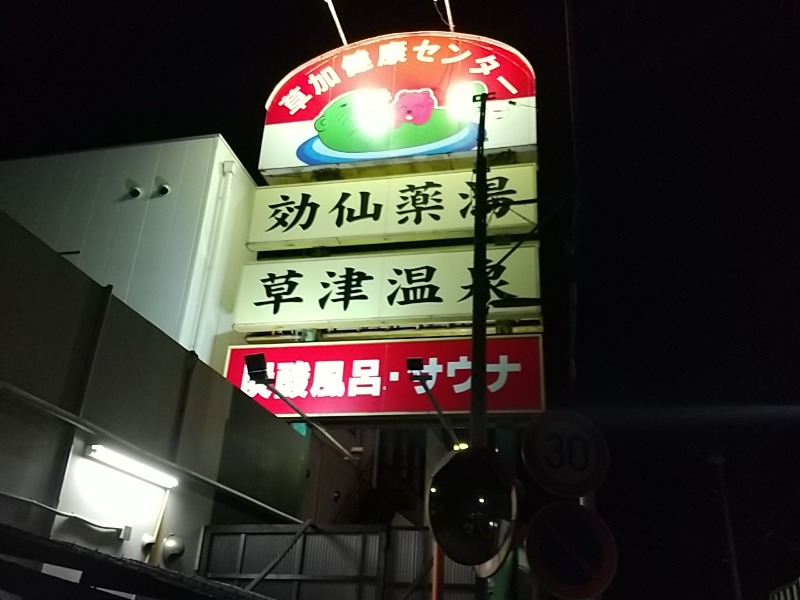 草加健康センター
効仙薬湯
草津温泉
炭酸風呂・サウナ
30